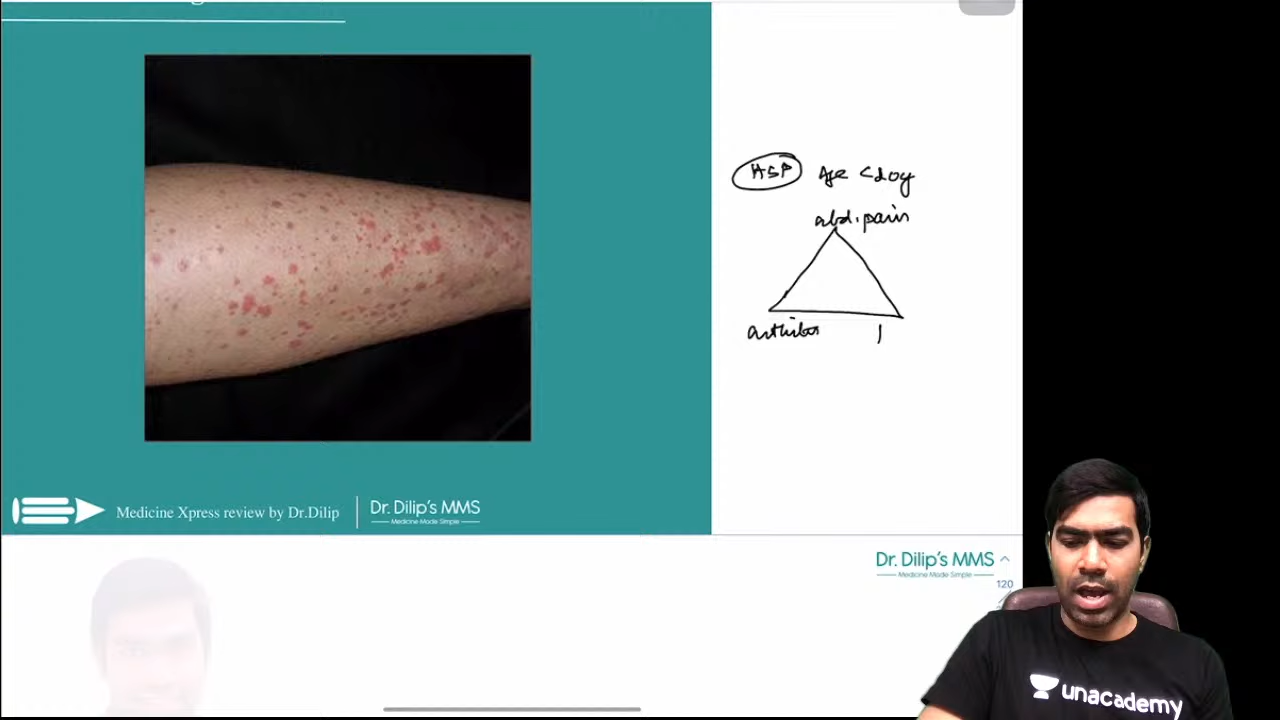 HSP Age <20y
abd. pain
arthritis
Medicine Xpress review by Dr.Dilip
Dr. Dilip's MMS
Medicine Made Simple
Dr. Dilip's MMS
Medicine Made Simple
120
unacademy